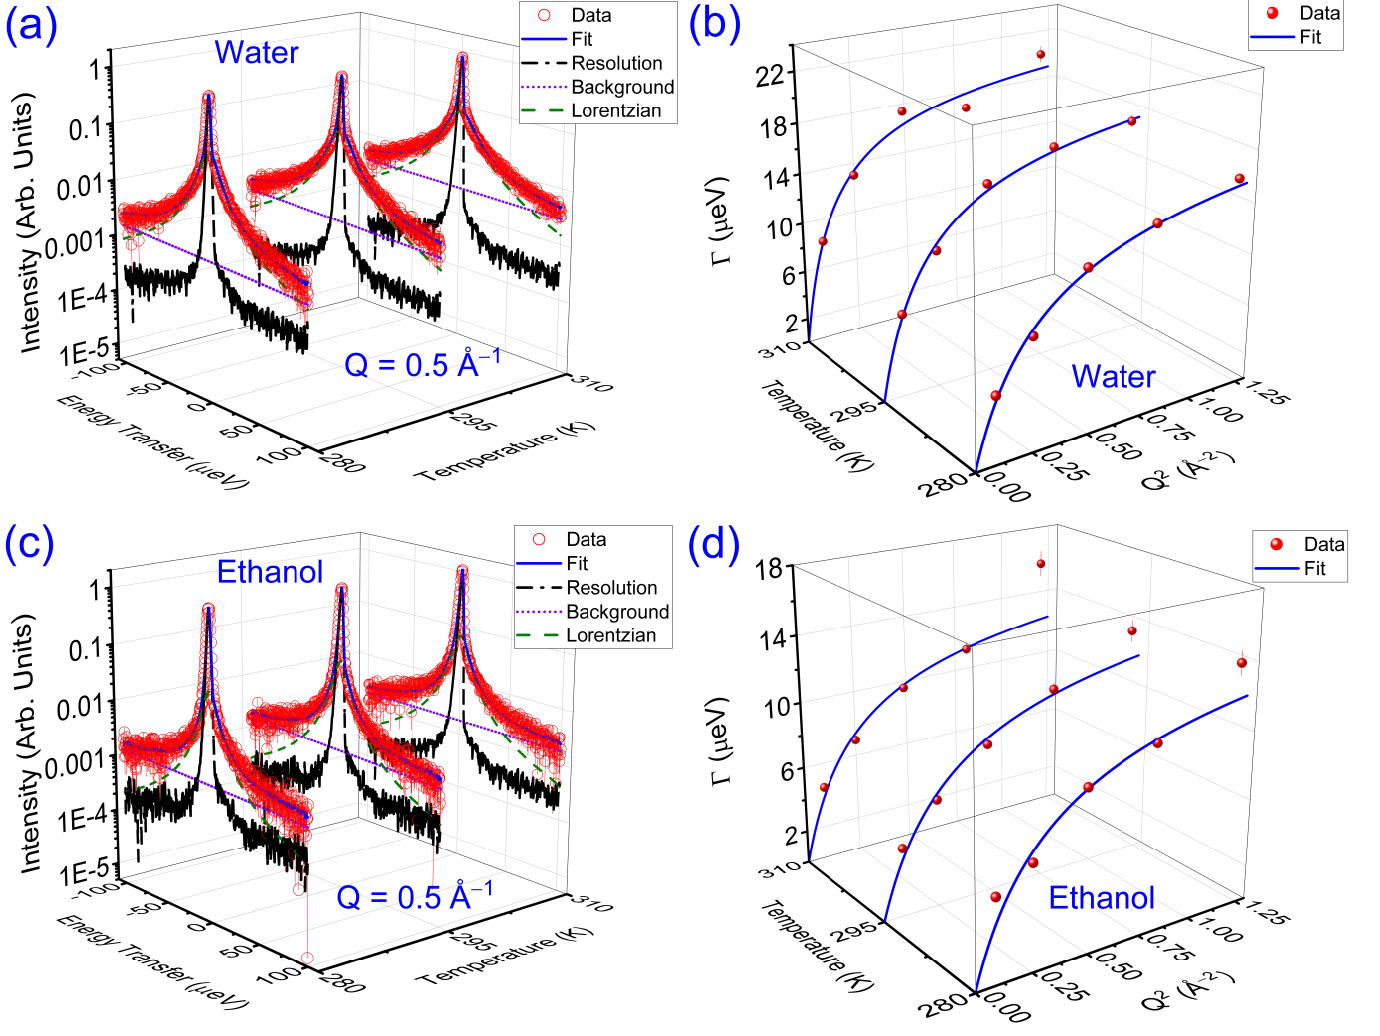 (a)
Water
Data
Fit
Resolution
Background
Lorentzian
Intensity (Arb. Units)
1
0.1
0.01
0.001
1E-4
1E-5
-100
-50
0
50
100
Energy Transfer (μeV)
280
295
310
Temperature (K)
Q = 0.5 Å⁻¹
(b)
Data
Fit
Γ (μeV)
22
18
14
10
6
2
310
295
280
Temperature (K)
0.00
0.25
0.50
0.75
1.00
1.25
Q² (Å⁻²)
Water
(c)
Ethanol
Data
Fit
Resolution
Background
Lorentzian
Intensity (Arb. Units)
1
0.1
0.01
0.001
1E-4
1E-5
-100
-50
0
50
100
Energy Transfer (μeV)
280
295
310
Temperature (K)
Q = 0.5 Å⁻¹
(d)
Data
Fit
Γ (μeV)
18
14
10
6
2
310
295
280
Temperature (K)
0.00
0.25
0.50
0.75
1.00
1.25
Q² (Å⁻²)
Ethanol